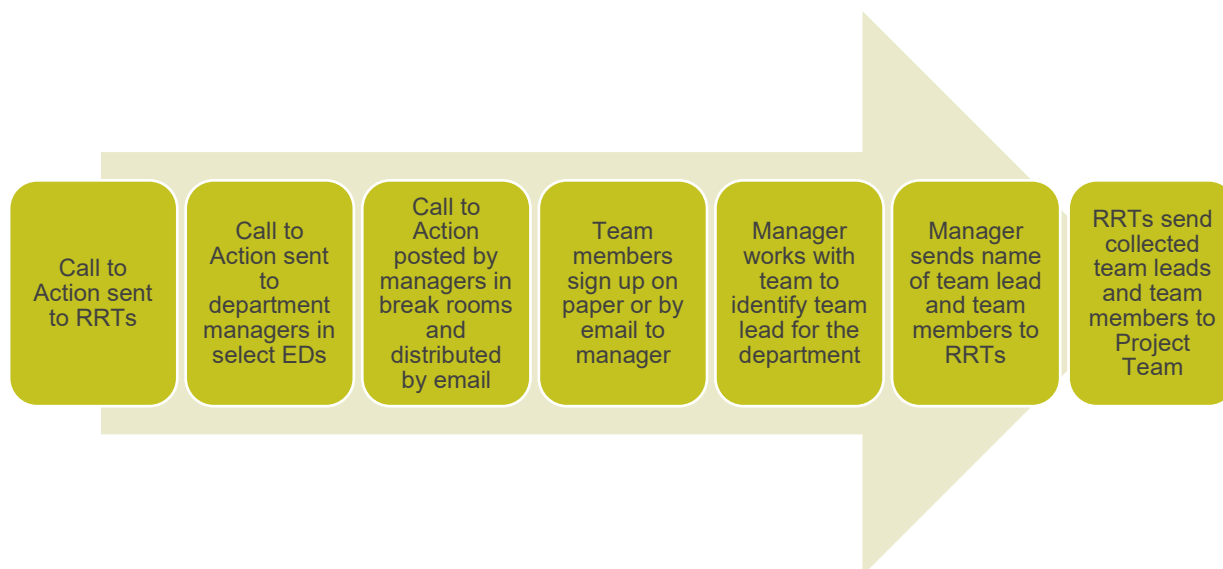 Call to
Action sent
to RRTs
Call to
Action sent
to
department
managers in
select EDs
Call to
Action
posted by
managers in
break rooms
and
distributed
by email
Team
members
sign up on
paper or by
email to
manager
Manager
works with
team to
identify team
lead for the
department
Manager
sends name
of team lead
and team
members to
RRTs
RRTs send
collected
team leads
and team
members to
Project
Team